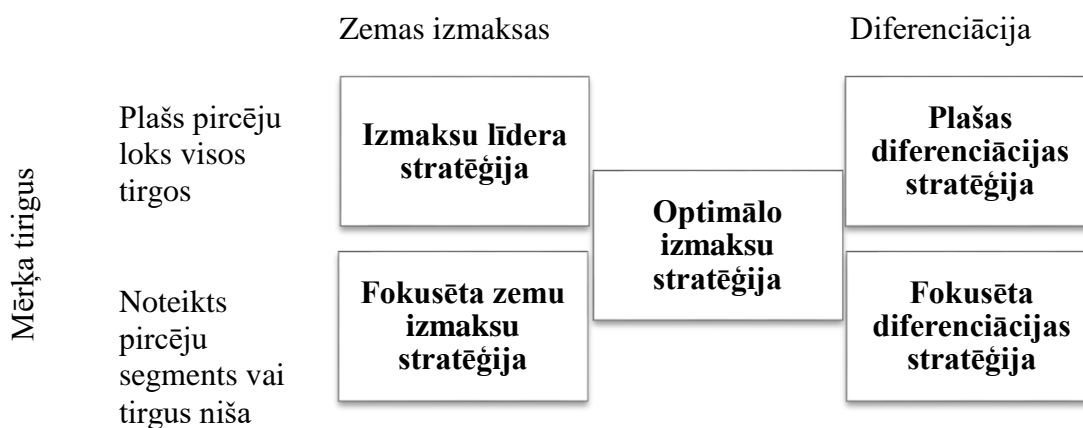 Zemas izmaksas
Diferenciācija
Mērķa tirigus
Plašs pircēju
loks visos
tirgos
Izmaksu līdera
stratēģija
Plašas
diferenciācijas
stratēģija
Optimālo
izmaksu
stratēģija
Noteikts
pircēju
segments vai
tirgus niša
Fokusēta zemu
izmaksu
stratēģija
Fokusēta
diferenciācijas
stratēģija